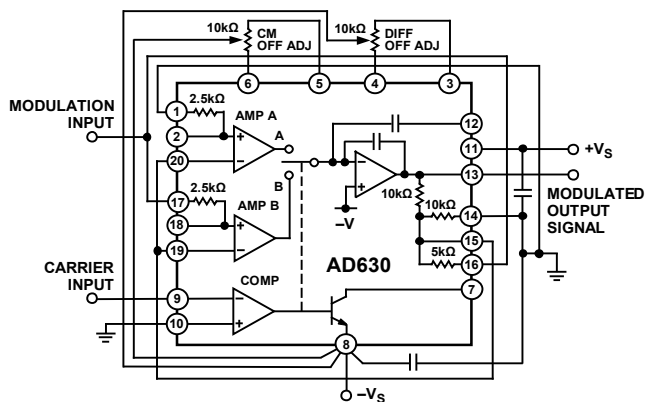 10kΩ
CM
OFF ADJ
10kΩ
DIFF
OFF ADJ
6
5
4
3
MODULATION
INPUT
1
2.5kΩ
AMP A
2
+
A
20
–
B
17
2.5kΩ
18
+
AMP B
19
–
12
11
+VS
13
–
+
–V
10kΩ
10kΩ
14
MODULATED
OUTPUT
SIGNAL
15
5kΩ
16
AD630
7
CARRIER
INPUT
COMP
9
–
10
+
8
–VS